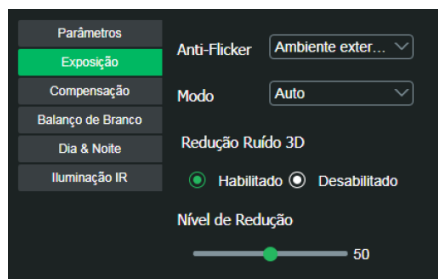 Parâmetros
Exposição
Compensação
Balanço de Branco
Dia & Noite
Iluminação IR
Anti-Flicker Ambiente exter...
Modo Auto
Redução Ruído 3D
Habilitado Desabilitado
Nível de Redução
50